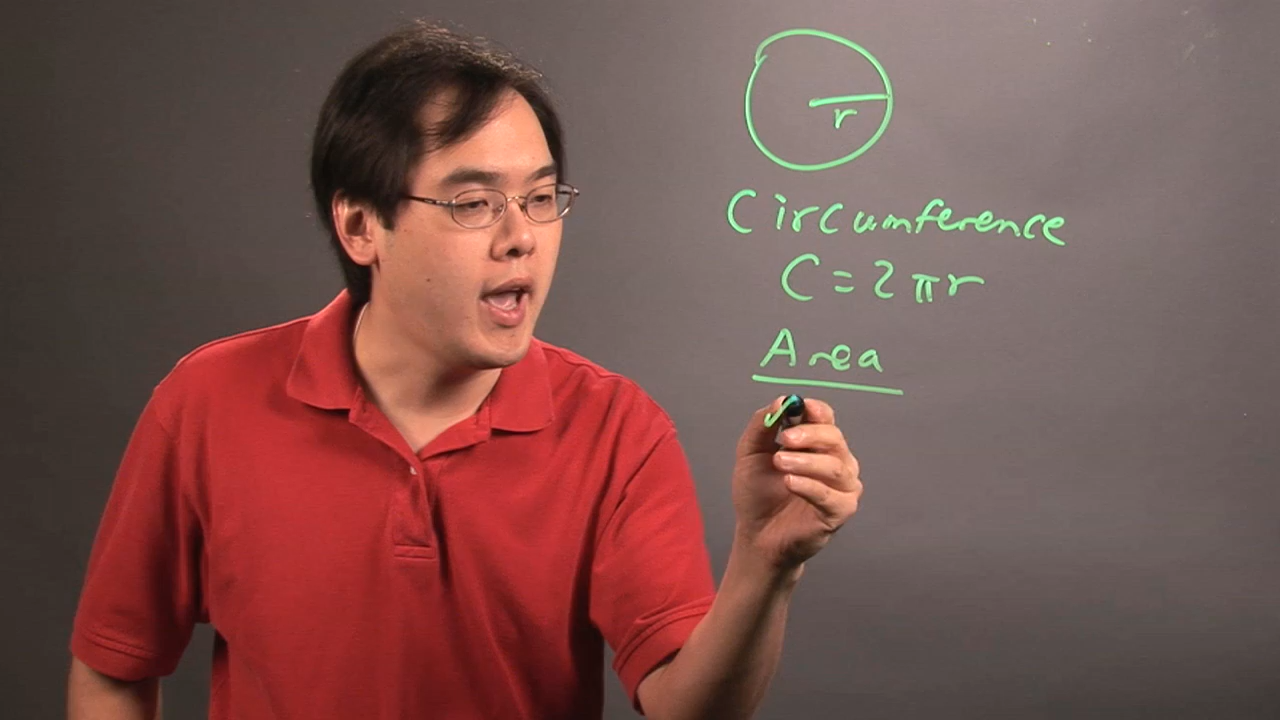 r
Circumference
C = 2πr
Area